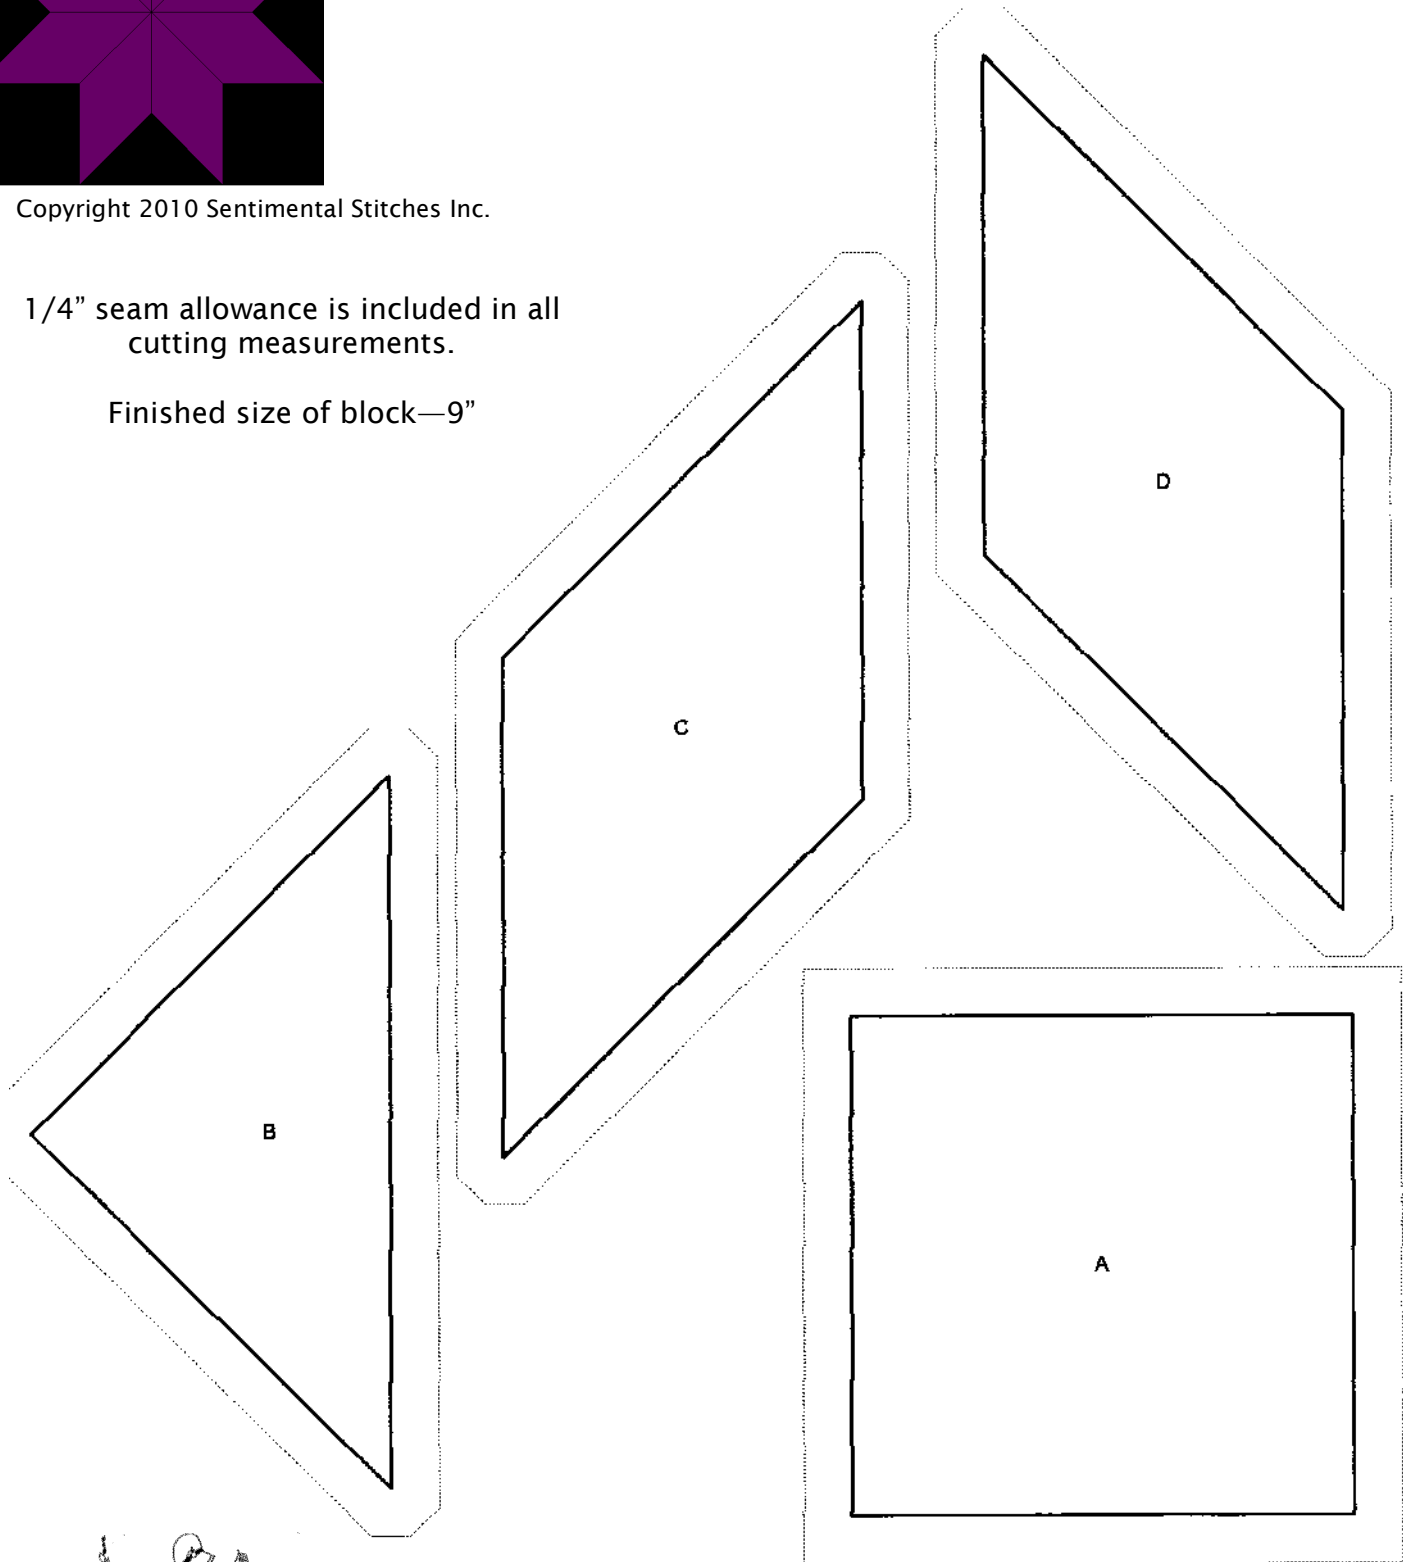 Copyright 2010 Sentimental Stitches Inc.
1/4” seam allowance is included in all
cutting measurements.
Finished size of block—9”
D
C
B
A